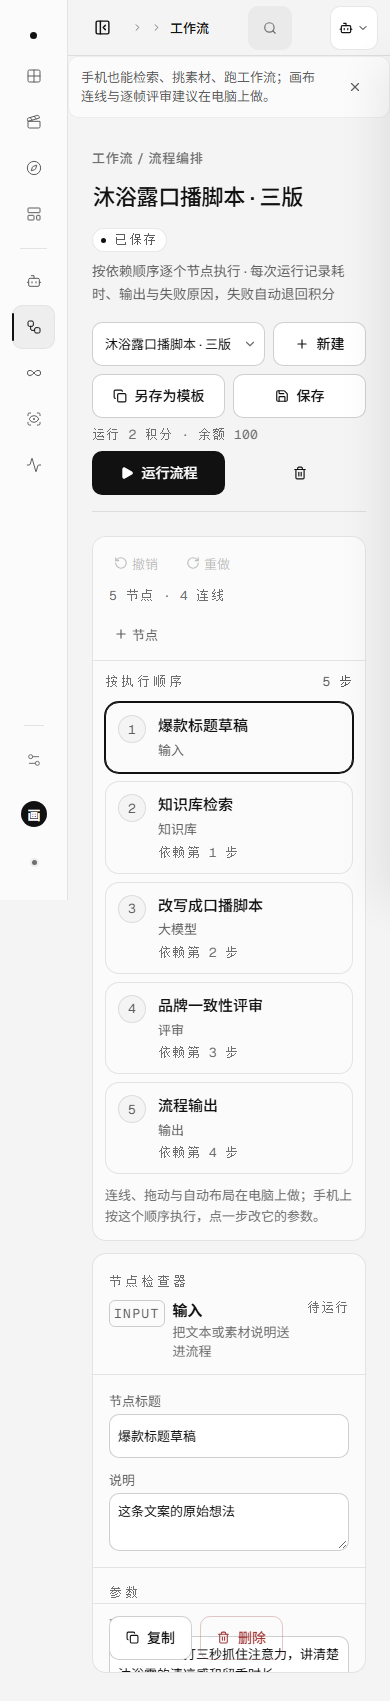 工作流
手机也能检索、挑素材、跑工作流；画布
连线与逐帧评审建议在电脑上做。
工作流 / 流程编排
沐浴露口播脚本 · 三版
已保存
按依赖顺序逐个节点执行 · 每次运行记录耗
时、输出与失败原因，失败自动退回积分
沐浴露口播脚本 · 三版
新建
另存为模板
保存
运行 2 积分 · 余额 100
运行流程
撤销 重做
5 节点 · 4 连线
节点
按执行顺序 5 步
1 爆款标题草稿
输入
2 知识库检索
知识库
依赖第 1 步
3 改写成口播脚本
大模型
依赖第 2 步
4 品牌一致性评审
评审
依赖第 3 步
5 流程输出
输出
依赖第 4 步
连线、拖动与自动布局在电脑上做；手机上
按这个顺序执行，点一步改它的参数。
节点检查器
INPUT 输入 待运行
把文本或素材说明送
进流程
节点标题
爆款标题草稿
说明
这条文案的原始想法
参数
复制 删除
打三秒抓住注意力，讲清楚
画